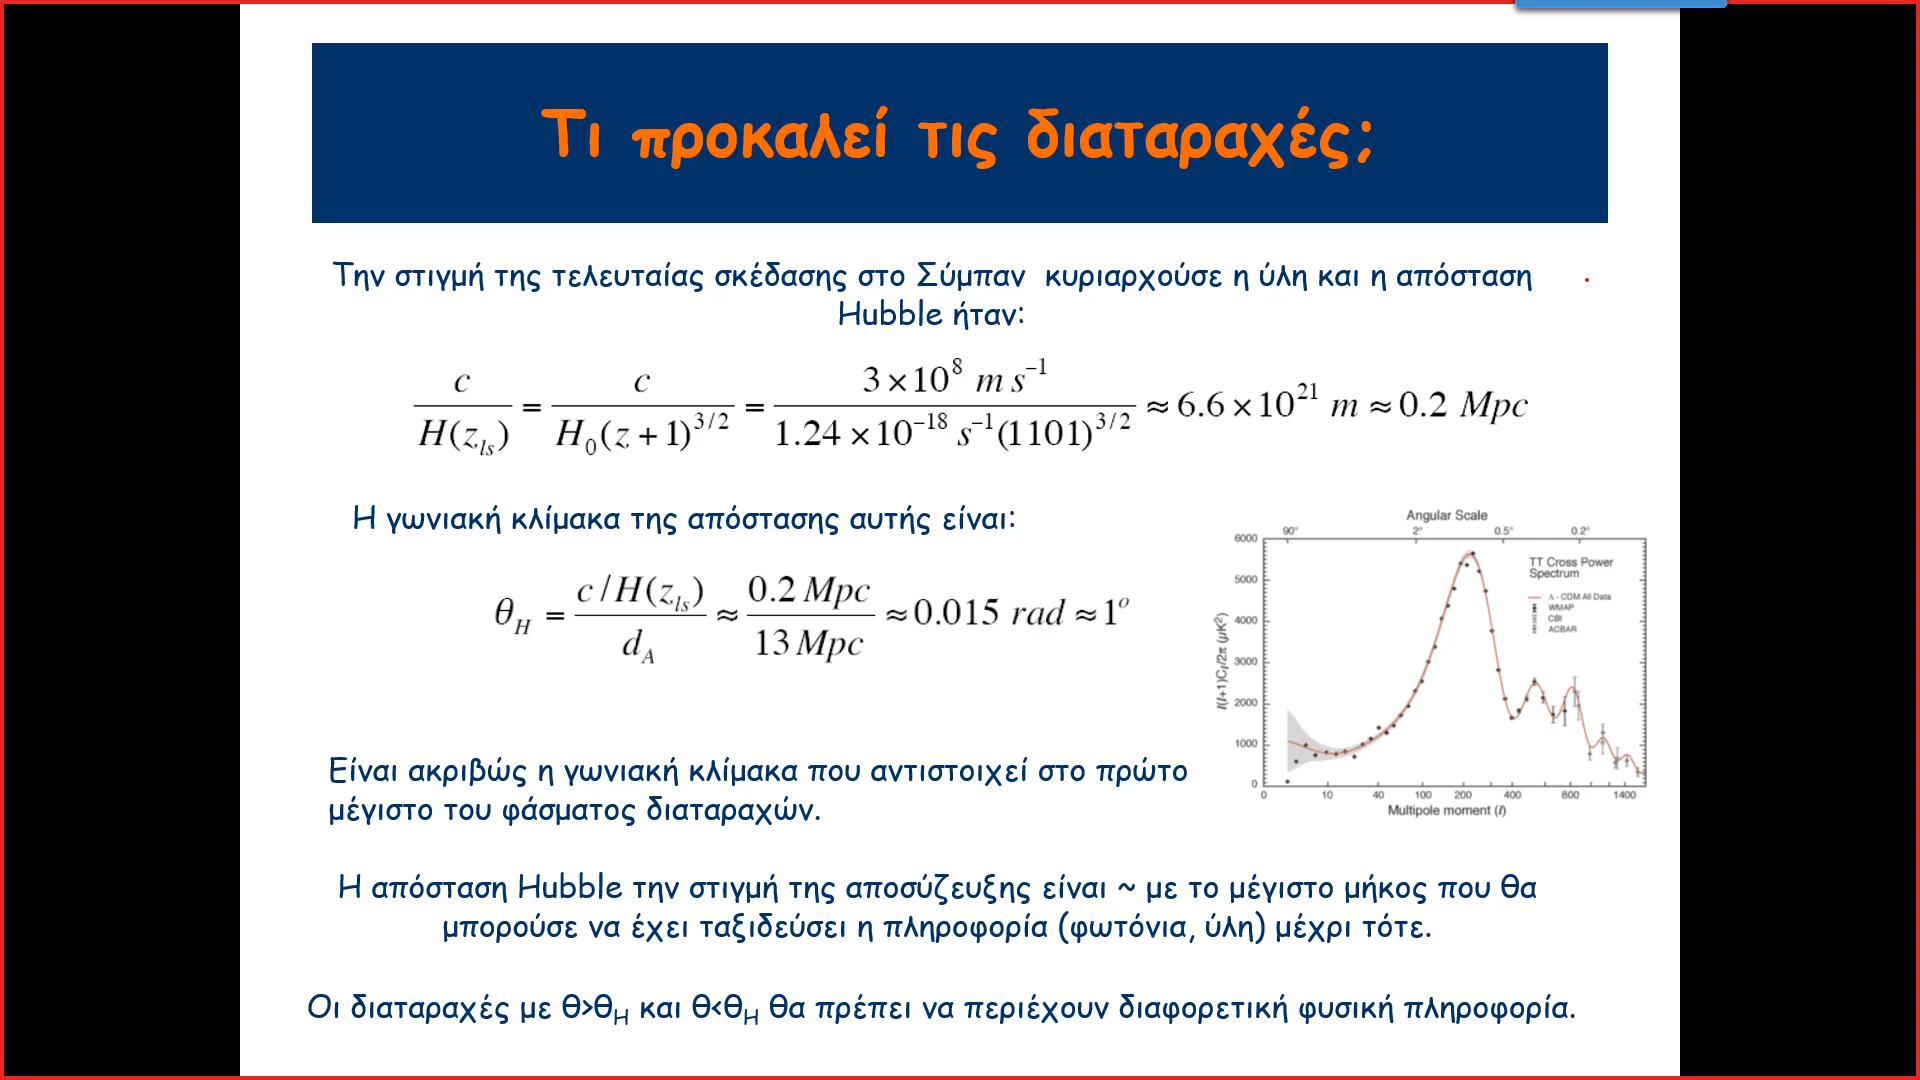 Τι προκαλεί τις διαταραχές;
Την στιγμή της τελευταίας σκέδασης στο Σύμπαν κυριαρχούσε η ύλη και η απόσταση
Hubble ήταν:
c / H(z_ls) = c / H_0(z+1)^{3/2} = 3×10^8 m s^{-1} / 1.24×10^{-18} s^{-1}(1101)^{3/2} ≈ 6.6×10^{21} m ≈ 0.2 Mpc
Η γωνιακή κλίμακα της απόστασης αυτής είναι:
θ_H = c/H(z_ls) / d_A ≈ 0.2 Mpc / 13 Mpc ≈ 0.015 rad ≈ 1°
Angular Scale
90° 2° 0.5° 0.2°
6000
5000
4000
3000
2000
1000
0
l(l+1)C_l/2π (μK²)
TT Cross Power
Spectrum
Λ - CDM All Data
WMAP
CBI
ACBAR
0 10 40 100 200 400 800 1400
Multipole moment (l)
Είναι ακριβώς η γωνιακή κλίμακα που αντιστοιχεί στο πρώτο
μέγιστο του φάσματος διαταραχών.
Η απόσταση Hubble την στιγμή της αποσύζευξης είναι ~ με το μέγιστο μήκος που θα
μπορούσε να έχει ταξιδεύσει η πληροφορία (φωτόνια, ύλη) μέχρι τότε.
Οι διαταραχές με θ>θ_H και θ<θ_H θα πρέπει να περιέχουν διαφορετική φυσική πληροφορία.